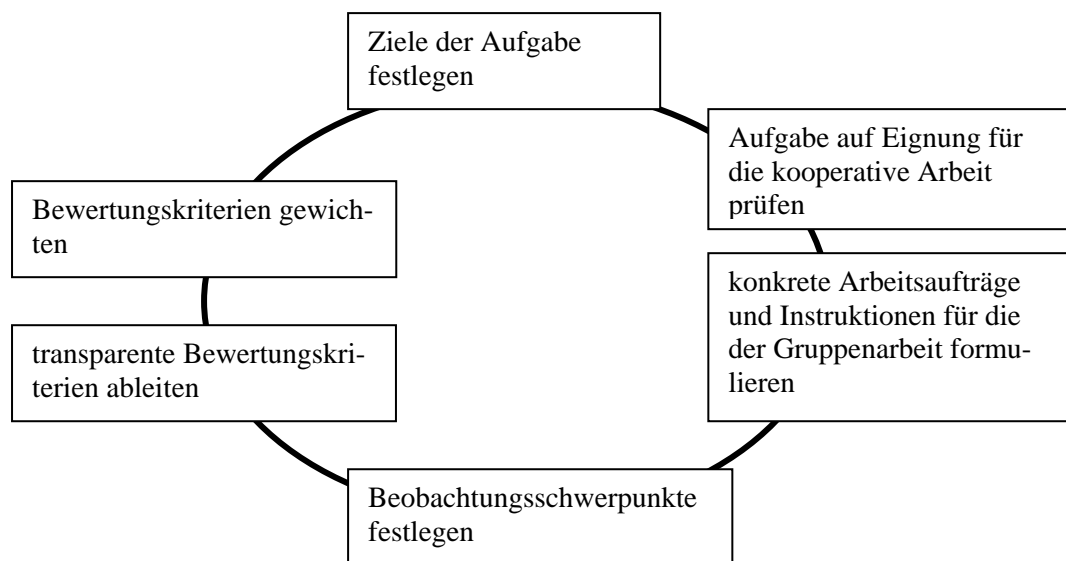 Ziele der Aufgabe
festlegen
Aufgabe auf Eignung für
die kooperative Arbeit
prüfen
konkrete Arbeitsaufträge
und Instruktionen für die
der Gruppenarbeit formu-
lieren
Beobachtungsschwerpunkte
festlegen
transparente Bewertungskri-
terien ableiten
Bewertungskriterien gewich-
ten